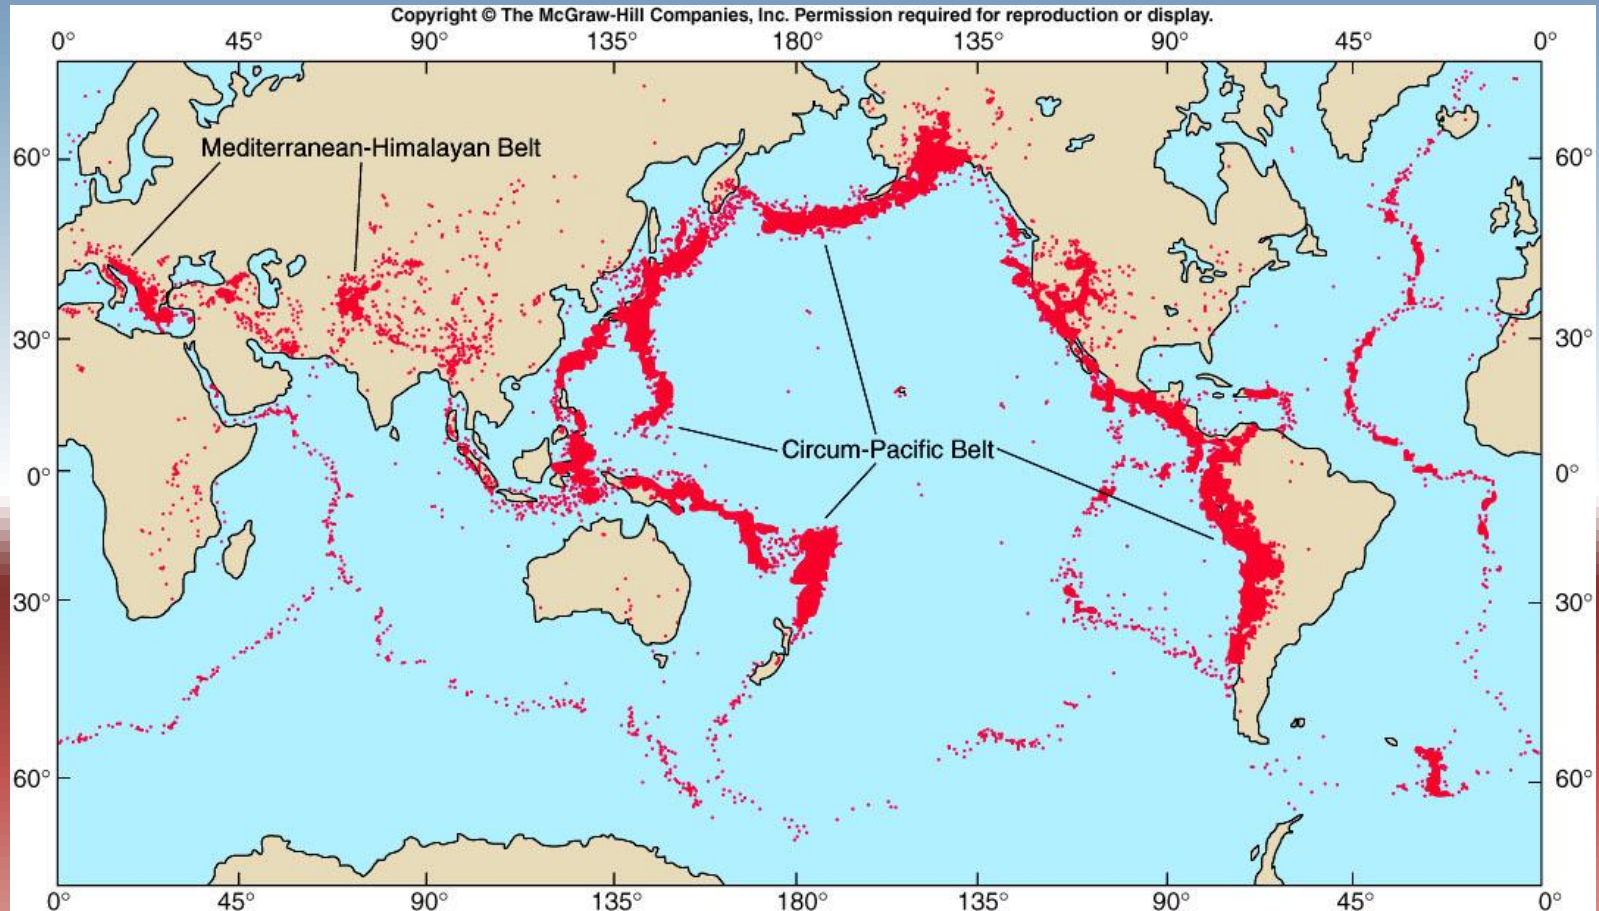 Copyright © The McGraw-Hill Companies, Inc. Permission required for reproduction or display.
0° 45° 90° 135° 180° 135° 90° 45° 0°
Mediterranean-Himalayan Belt
60° 60°
30° 30°
Circum-Pacific Belt
0° 0°
30° 30°
60° 60°
0° 45° 90° 135° 180° 135° 90° 45° 0°